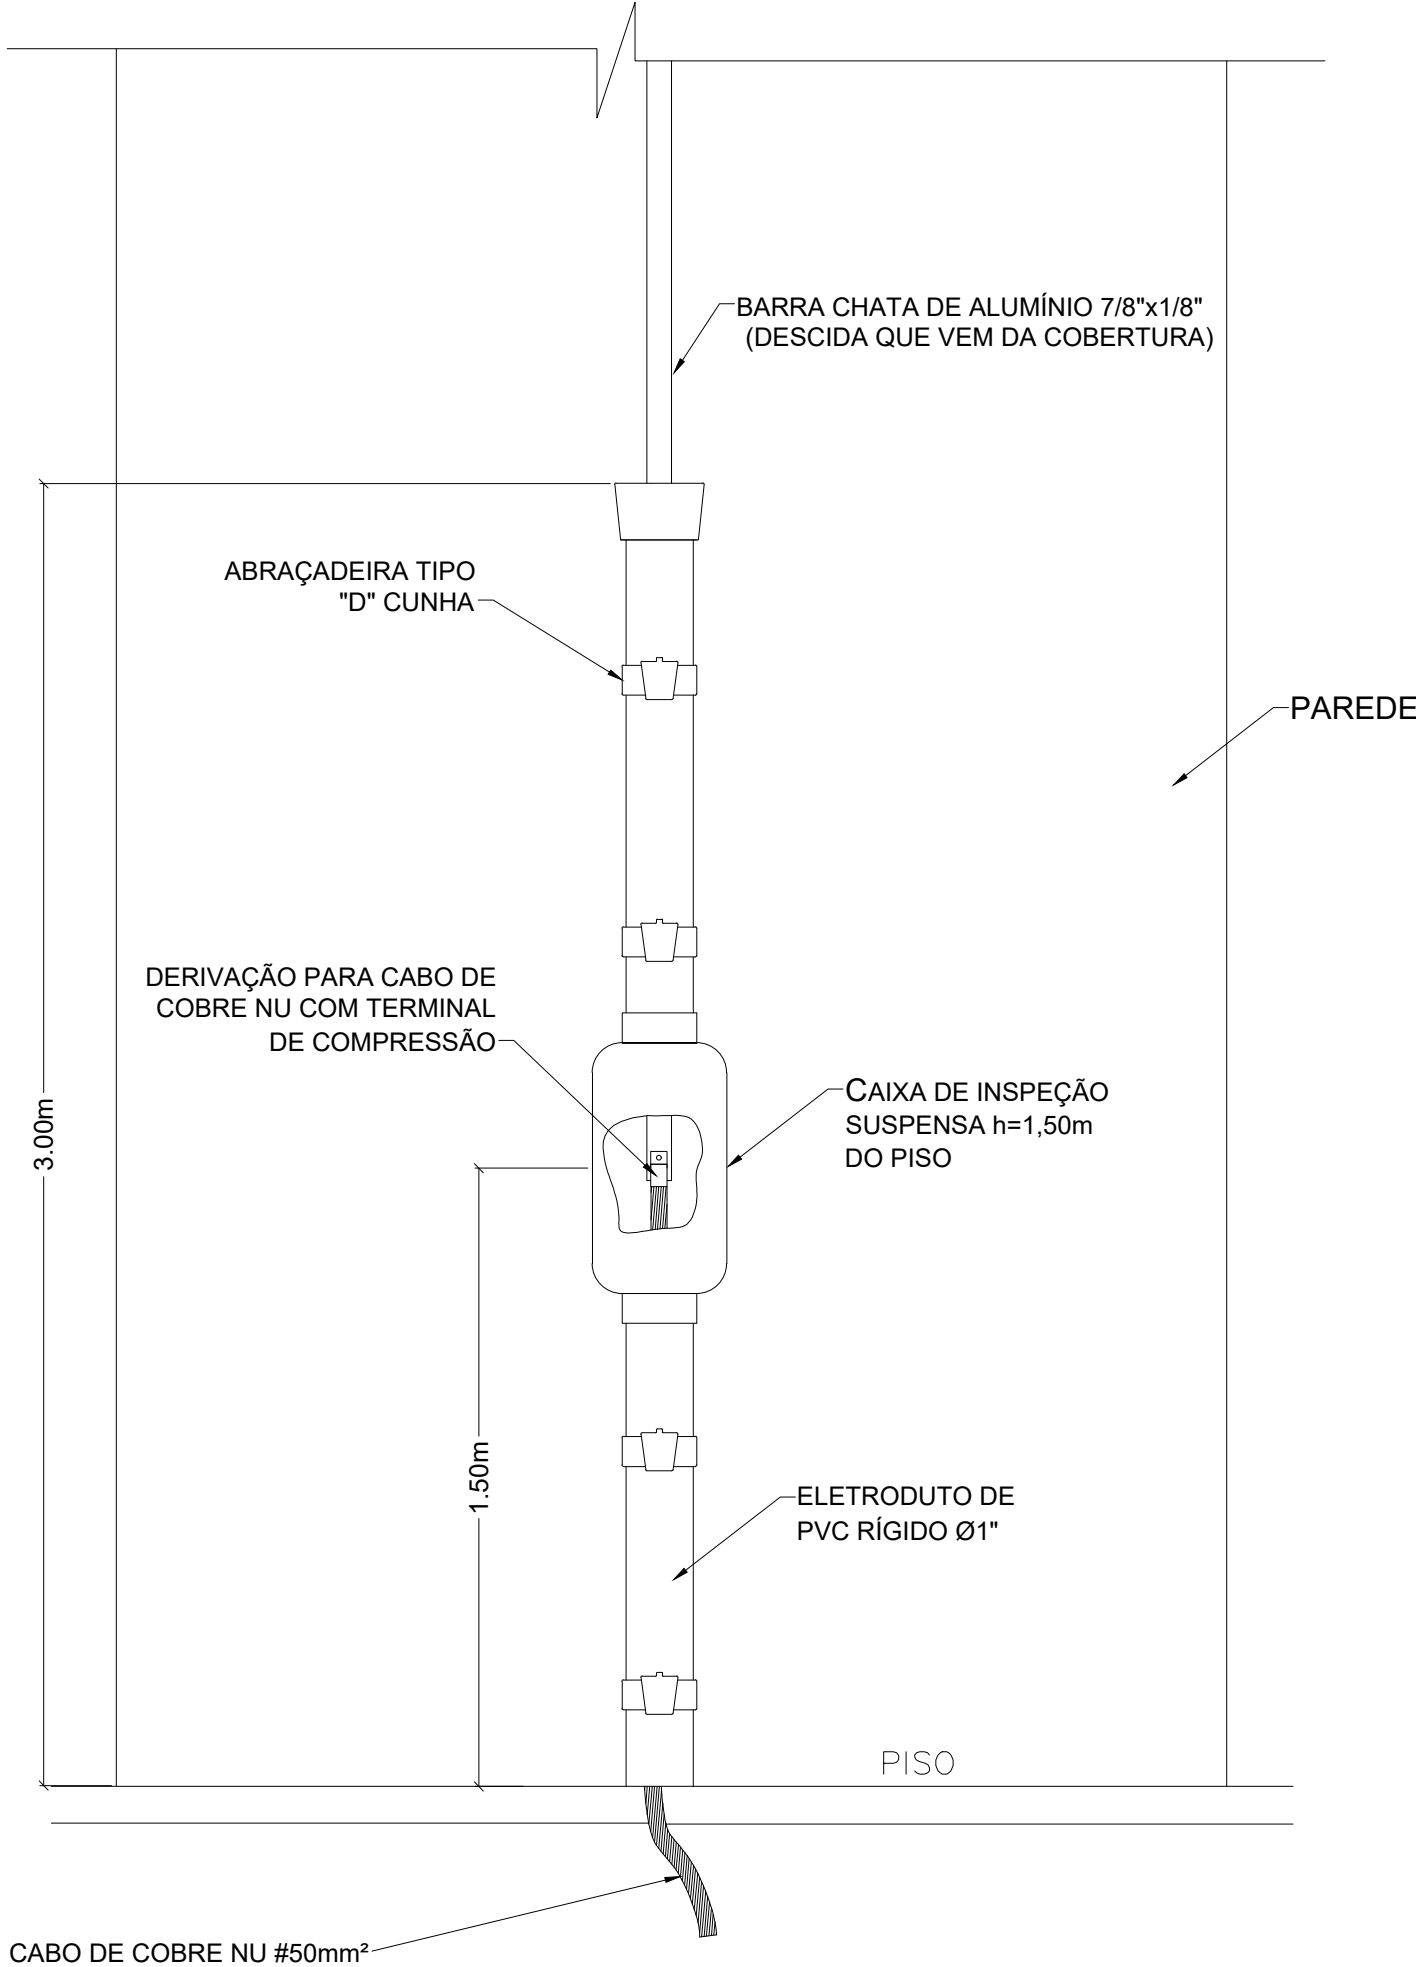 BARRA CHATA DE ALUMÍNIO 7/8"x1/8"
(DESCIDA QUE VEM DA COBERTURA)
ABRAÇADEIRA TIPO
"D" CUNHA
PAREDE
DERIVAÇÃO PARA CABO DE
COBRE NU COM TERMINAL
DE COMPRESSÃO
CAIXA DE INSPEÇÃO
SUSPENSA h=1,50m
DO PISO
3.00m
1.50m
ELETRODUTO DE
PVC RÍGIDO Ø1"
PISO
CABO DE COBRE NU #50mm²